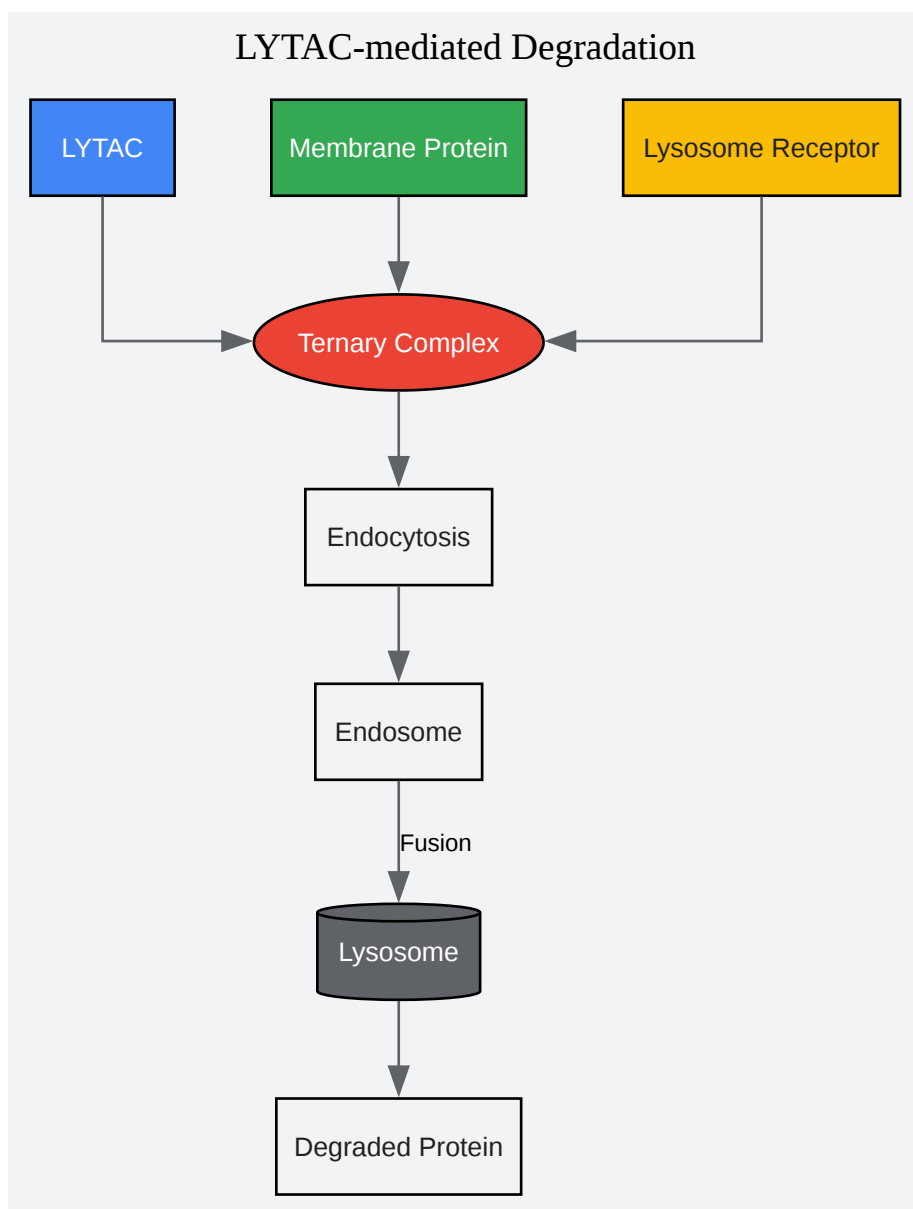 LYTAC-mediated Degradation
LYTAC
Membrane Protein
Lysosome Receptor
Ternary Complex
Endocytosis
Endosome
Fusion
Lysosome
Degraded Protein